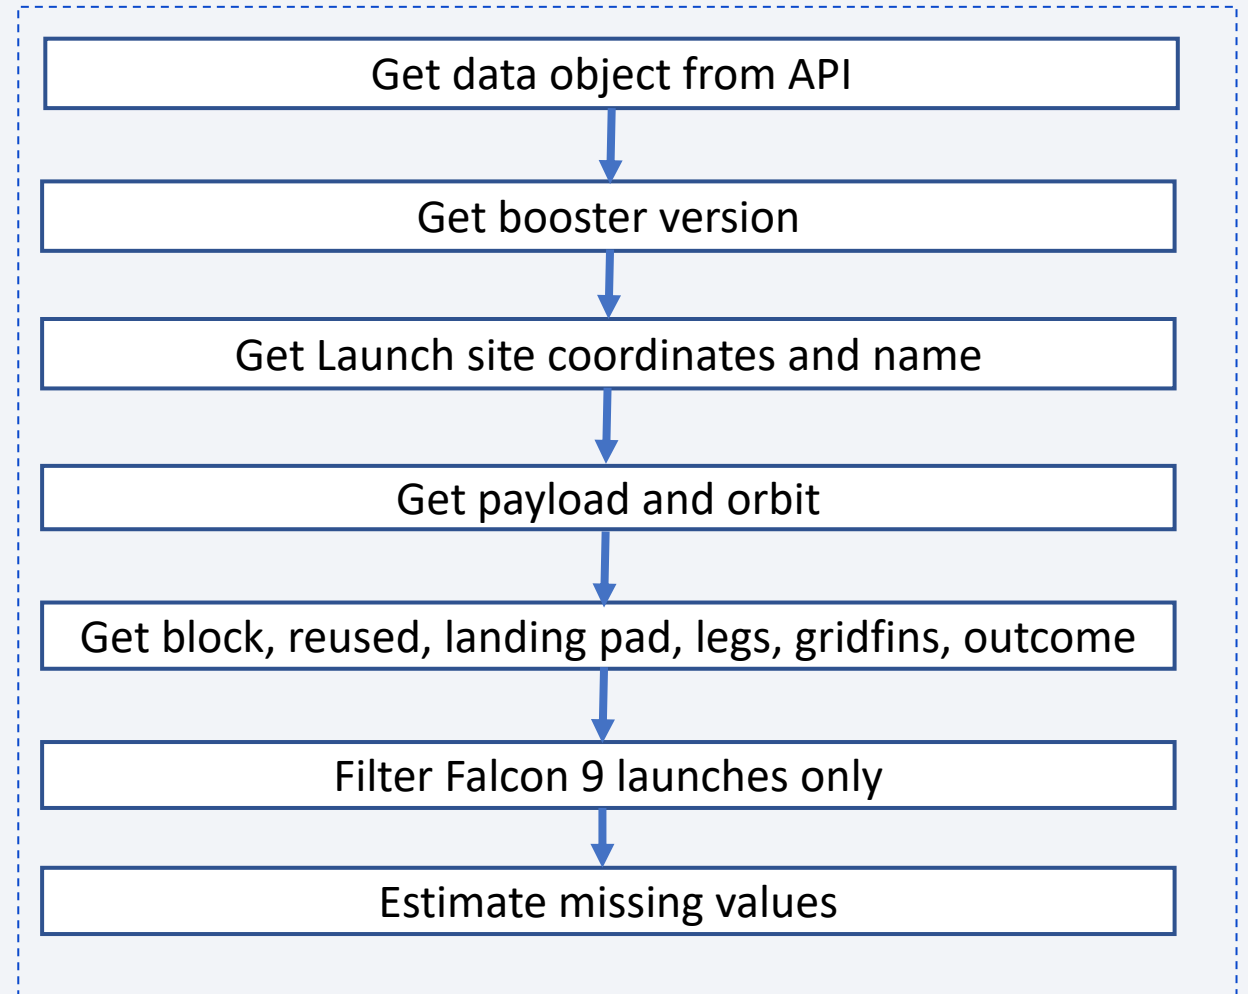 Get data object from API
Get booster version
Get Launch site coordinates and name
Get payload and orbit
Get block, reused, landing pad, legs, gridfins, outcome
Filter Falcon 9 launches only
Estimate missing values